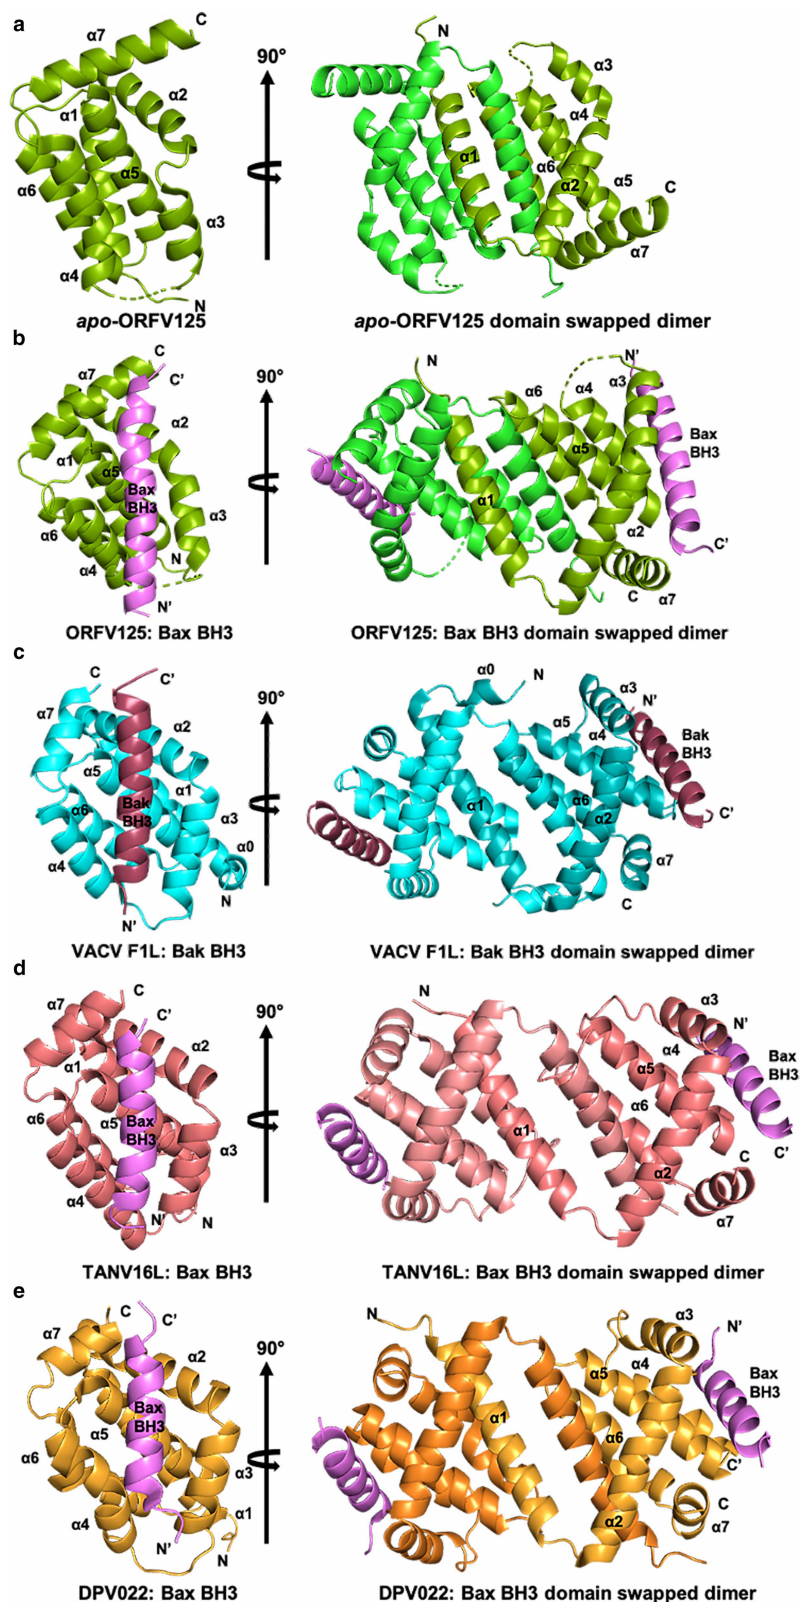 a
α7
C
α1
α2
α5
α6
α3
α4
N
apo-ORFV125
90°
N
α3
α4
α1
α6
α2
α5
C
α7
apo-ORFV125 domain swapped dimer
b
C
α7
C'
α2
α1
α5
Bax
BH3
α3
α6
N
α4
N'
ORFV125: Bax BH3
90°
N
N'
α6
α4
α3
Bax
BH3
α5
α1
α2
C'
C
α7
ORFV125: Bax BH3 domain swapped dimer
c
C
C'
α7
α2
α5
α1
α6
Bak
BH3
α3
α0
α4
N
N'
VACV F1L: Bak BH3
90°
α0
N
α3
N'
α5
α4
Bak
BH3
α1
α6
α2
C'
α7
C
VACV F1L: Bak BH3 domain swapped dimer
d
C
α7
C'
α2
α1
α6
α5
Bax
BH3
α3
α4
N'
N
TANV16L: Bax BH3
90°
N
α3
N'
α4
Bax
BH3
α5
α6
α1
C'
C
α2
α7
TANV16L: Bax BH3 domain swapped dimer
e
C
C'
α7
α2
Bax
BH3
α5
α6
α3
α4
α1
N'
N
DPV022: Bax BH3
90°
N
α3
N'
α4
α5
Bax
BH3
α1
α6
C'
C
α2
α7
DPV022: Bax BH3 domain swapped dimer